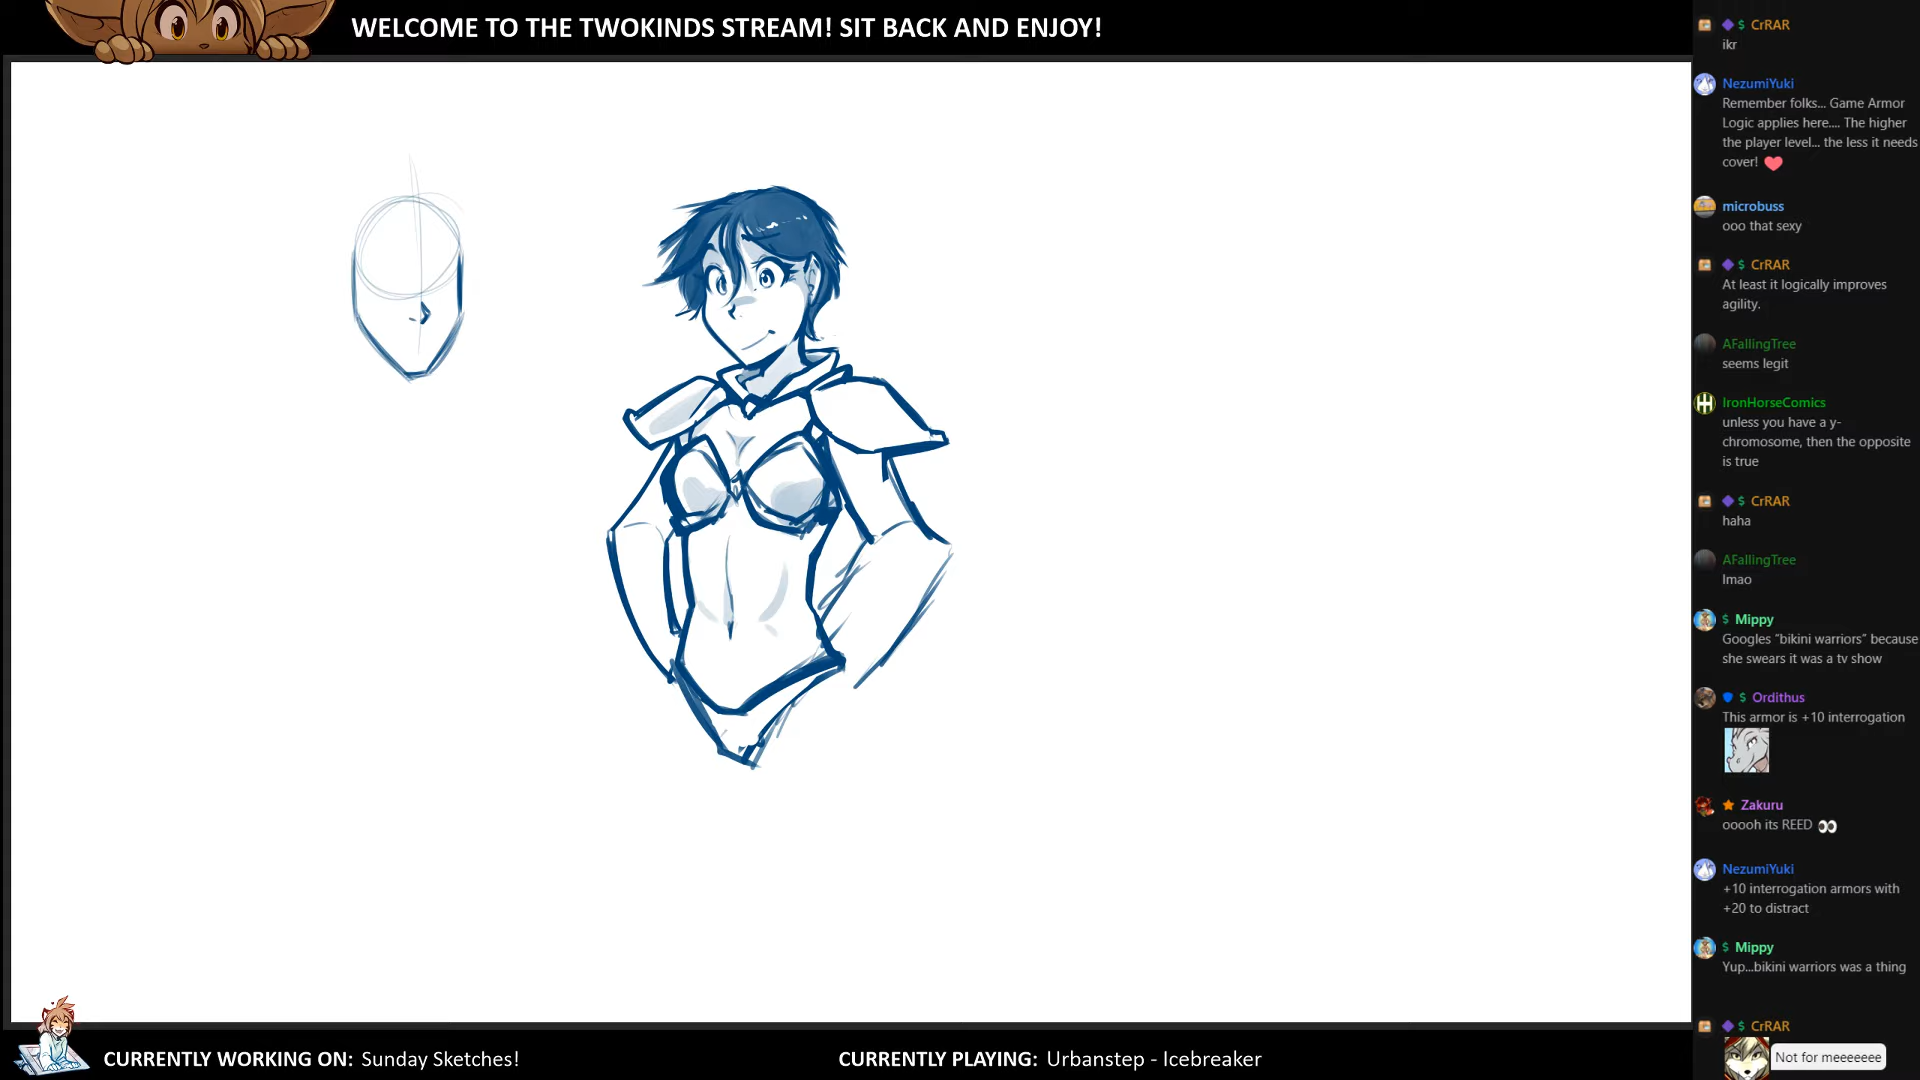 WELCOME TO THE TWOKINDS STREAM! SIT BACK AND ENJOY!
$ CrRAR
ikr
NezumiYuki
Remember folks... Game Armor
Logic applies here.... The higher
the player level... the less it needs
cover!
microbuss
ooo that sexy
$ CrRAR
At least it logically improves
agility.
AFallingTree
seems legit
IronHorseComics
unless you have a y-
chromosome, then the opposite
is true
$ CrRAR
haha
AFallingTree
lmao
$ Mippy
Googles "bikini warriors" because
she swears it was a tv show
$ Ordithus
This armor is +10 interrogation
Zakuru
ooooh its REED
NezumiYuki
+10 interrogation armors with
+20 to distract
$ Mippy
Yup...bikini warriors was a thing
$ CrRAR
Not for meeeeeee
CURRENTLY WORKING ON: Sunday Sketches!
CURRENTLY PLAYING: Urbanstep - Icebreaker